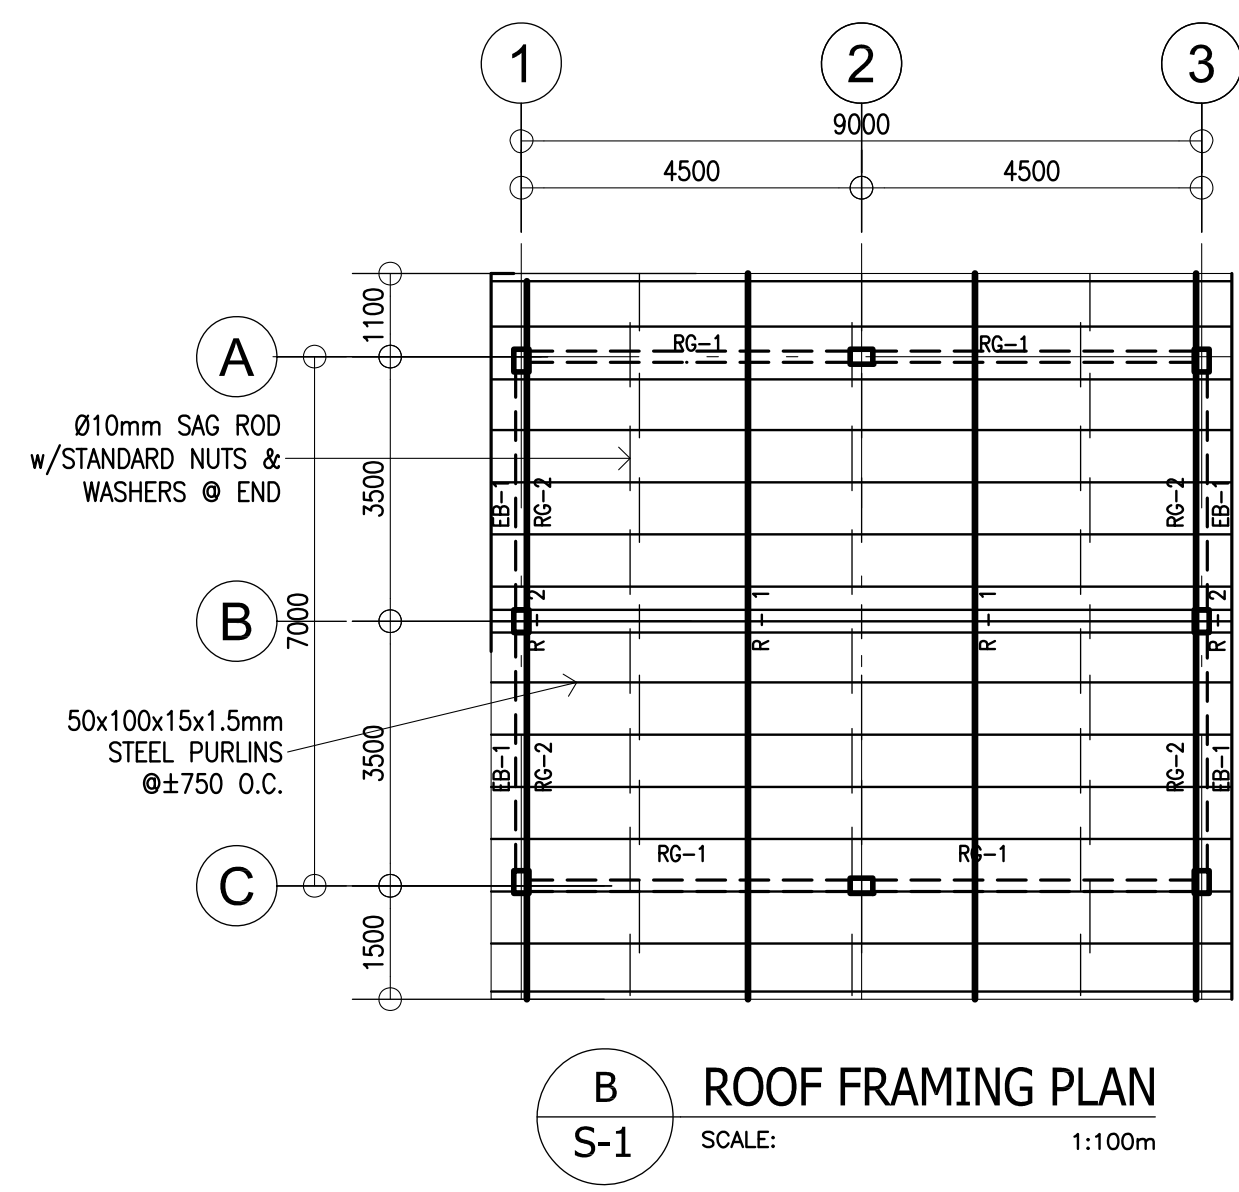 1 2 3
9000
4500 4500
1100
A
RG-1 RG-1
Ø10mm SAG ROD
w/STANDARD NUTS &
WASHERS @ END
3500
EB-1 RG-2 RG-2 EB-1
B
7000
R - 2 R - 1 R - 1 R - 2
50x100x15x1.5mm
STEEL PURLINS
@±750 O.C.
3500
EB-1 RG-2 RG-2 EB-1
RG-1 RG-1
C
1500
B
S-1
ROOF FRAMING PLAN
SCALE: 1:100m